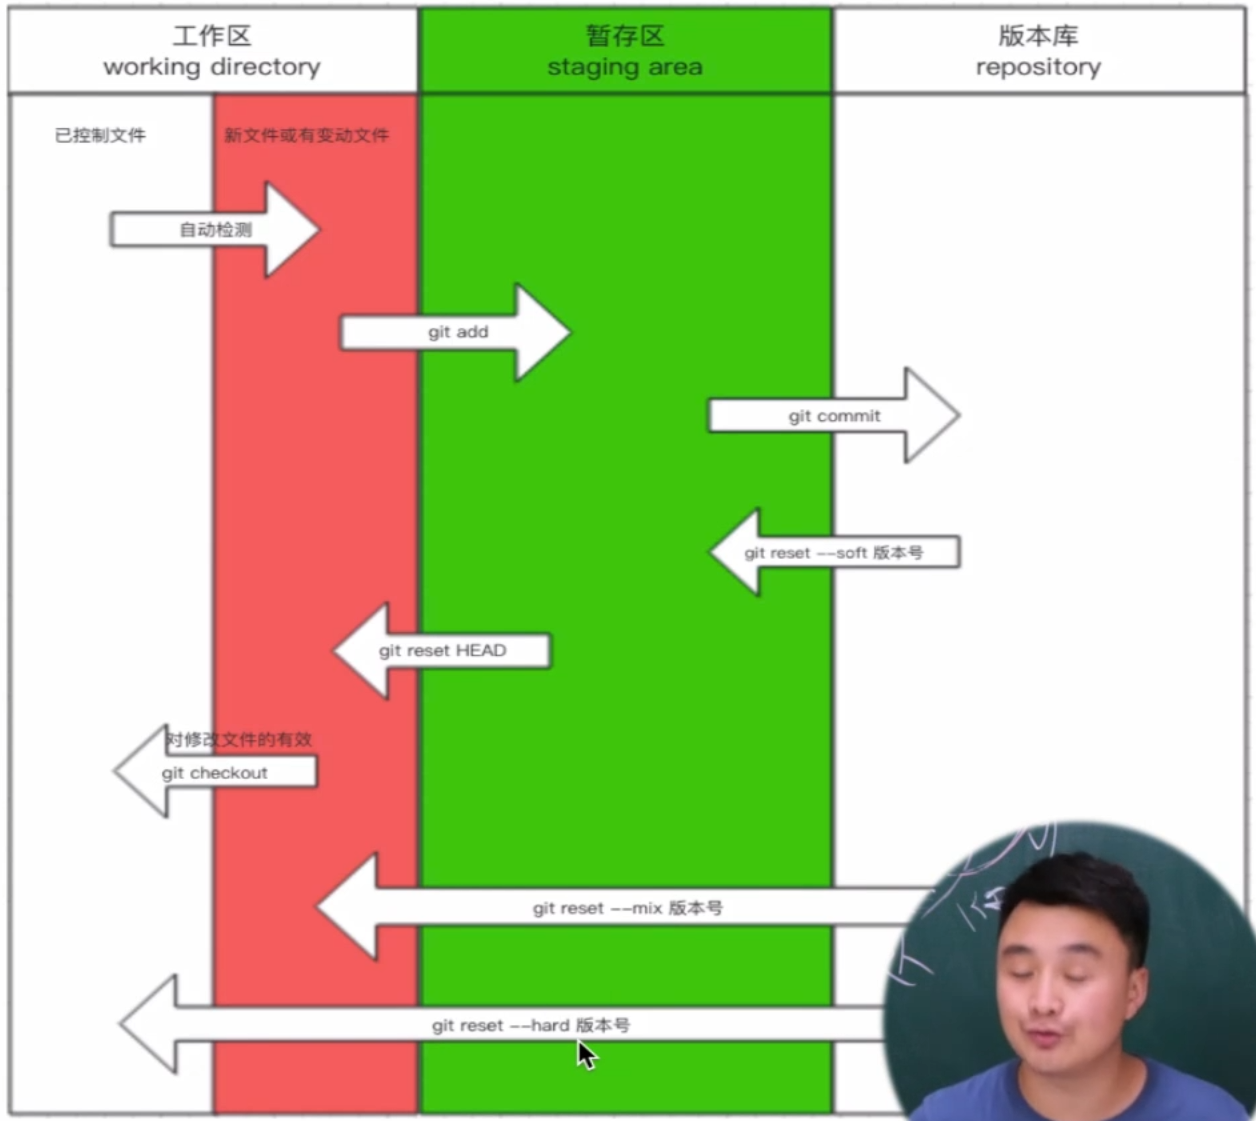 工作区
working directory
暂存区
staging area
版本库
repository
已控制文件
新文件或有变动文件
自动检测
git add
git commit
git reset --soft 版本号
git reset HEAD
对修改文件的有效
git checkout
git reset --mix 版本号
git reset --hard 版本号